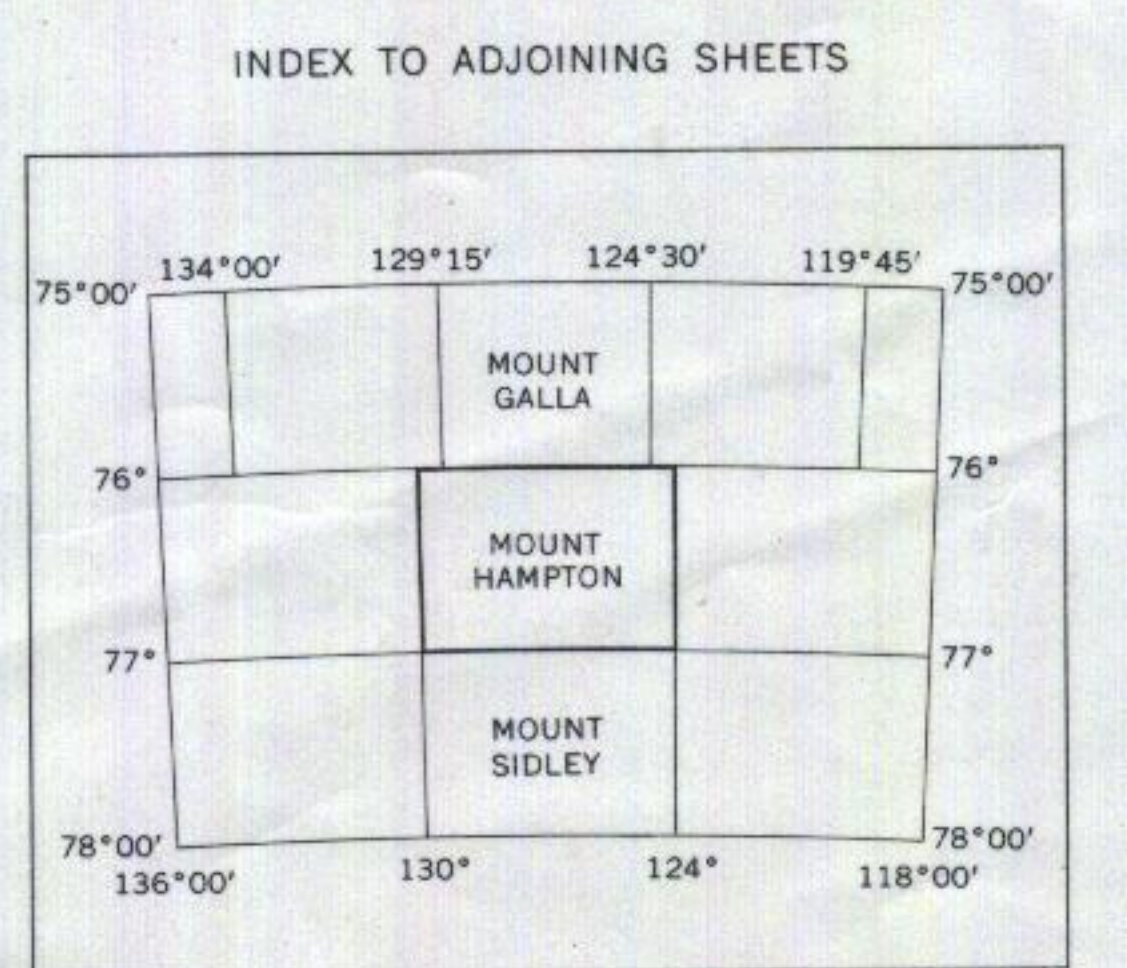 INDEX TO ADJOINING SHEETS
134°00' 129°15' 124°30' 119°45'
75°00' 75°00'
MOUNT
GALLA
76° 76°
MOUNT
HAMPTON
77° 77°
MOUNT
SIDLEY
78°00' 78°00'
136°00' 130° 124° 118°00'